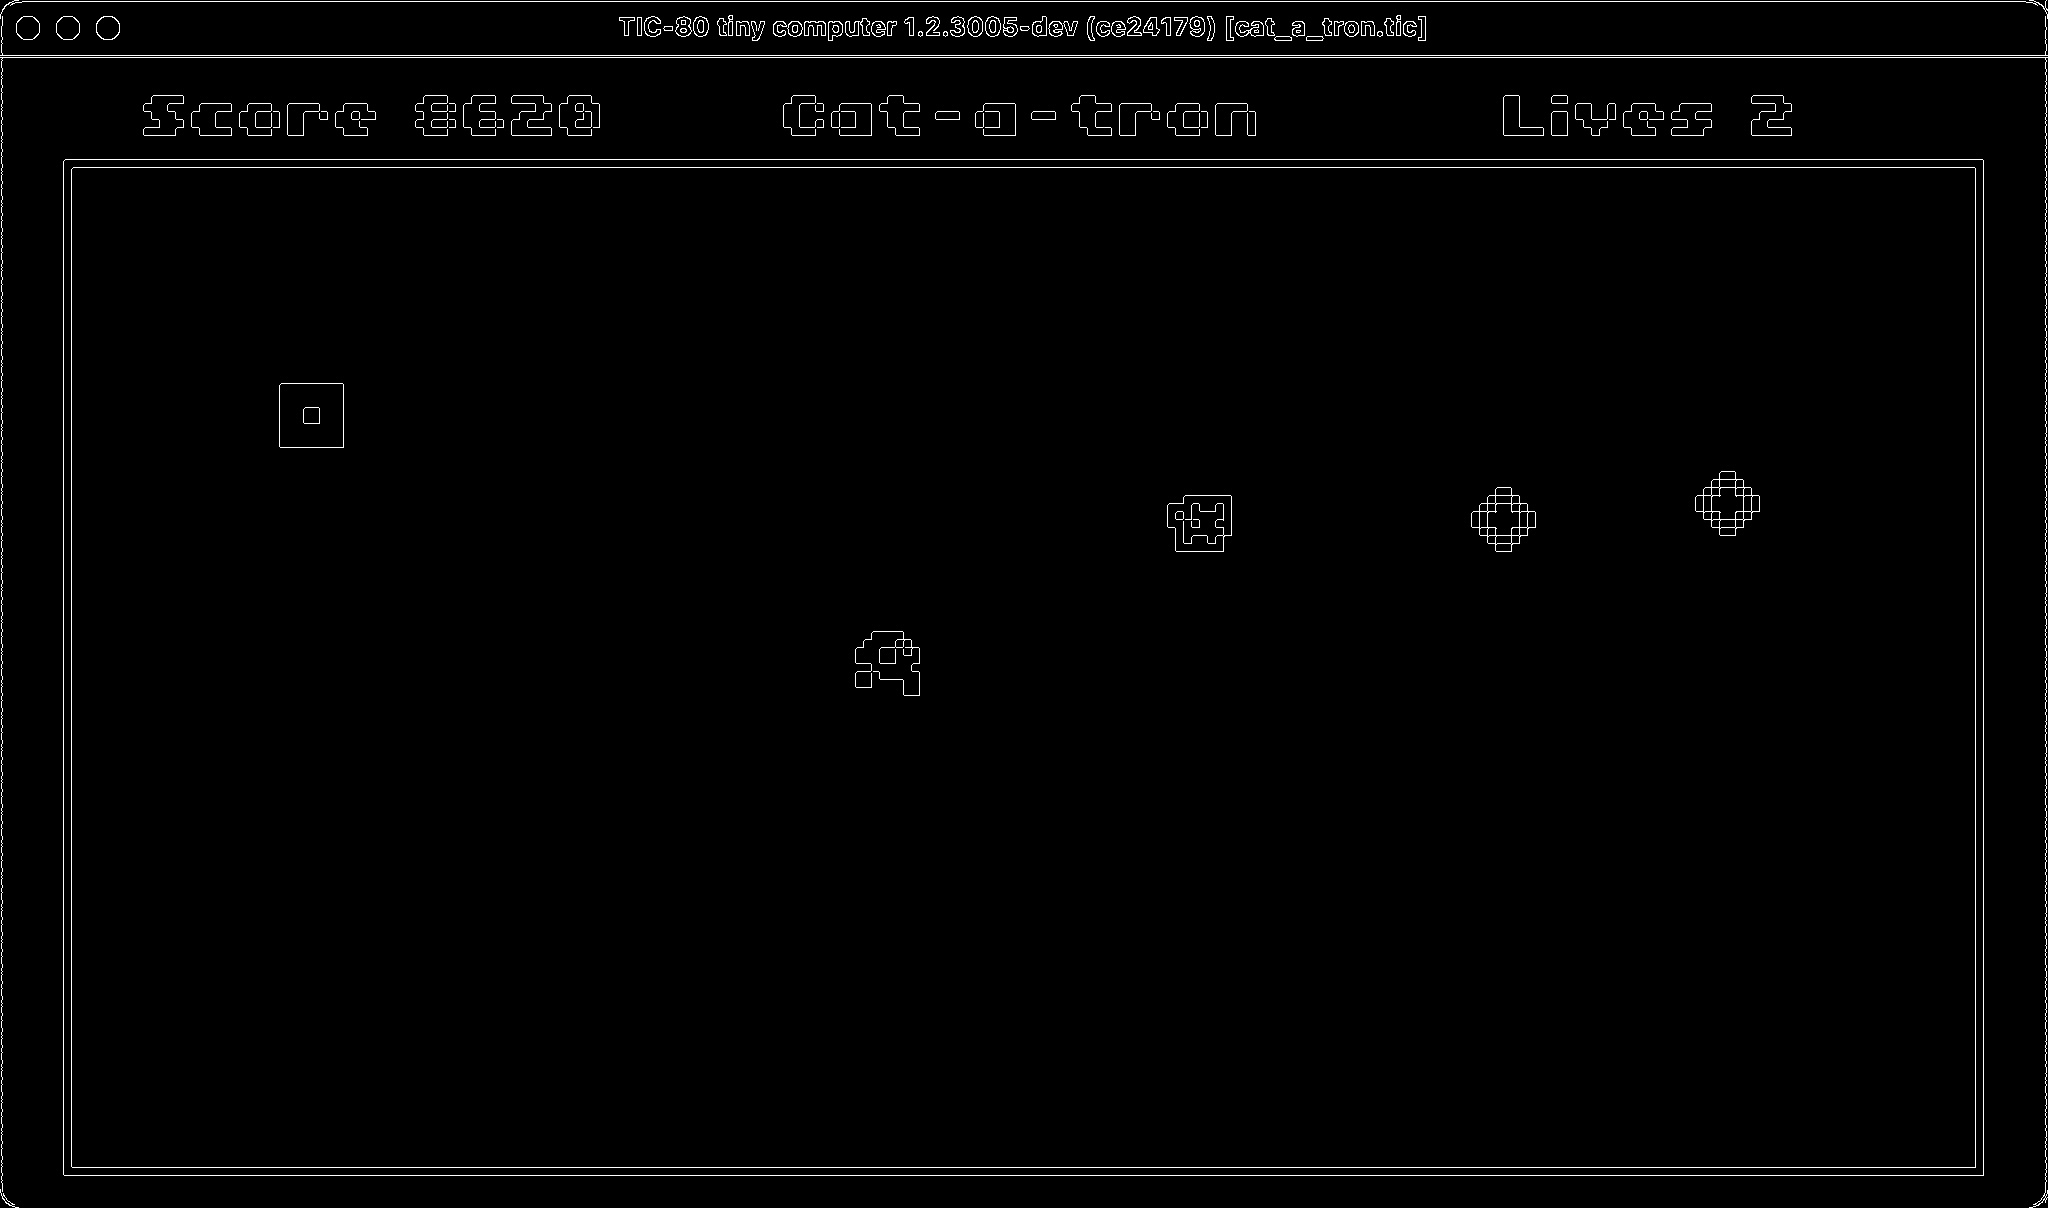 TIC-80 tiny computer 1.2.3005-dev (ce24179) [cat_a_tron.tic]
Score 8620 Cat-a-tron Lives 2